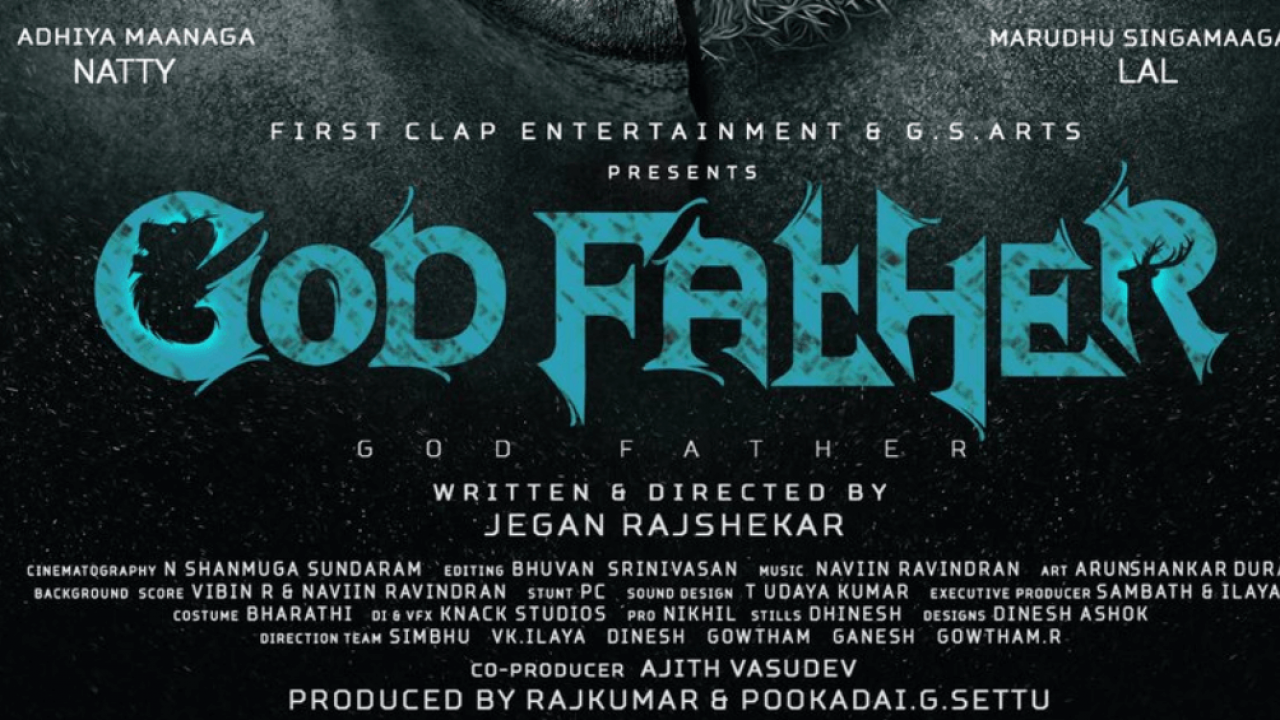 ADHIYA MAANAGA
NATTY
MARUDHU SINGAMAAGA
LAL
FIRST CLAP ENTERTAINMENT & G.S.ARTS
PRESENTS
GOD FATHER
GOD FATHER
WRITTEN & DIRECTED BY
JEGAN RAJSHEKAR
CINEMATOGRAPHY N SHANMUGA SUNDARAM EDITING BHUVAN SRINIVASAN MUSIC NAVIIN RAVINDRAN ART ARUNSHANKAR
BACKGROUND SCORE VIBIN R & NAVIIN RAVINDRAN STUNT PC SOUND DESIGN T UDAYA KUMAR EXECUTIVE PRODUCER SAMBATH & ILAYA
COSTUME BHARATHI DI & VFX KNACK STUDIOS PRO NIKHIL STILLS DHINESH DESIGNS DINESH ASHOK
DIRECTION TEAM SIMBHU VK.ILAYA DINESH GOWTHAM GANESH GOWTHAM.R
CO-PRODUCER AJITH VASUDEV
PRODUCED BY RAJKUMAR & POOKADAI.G.SETTU